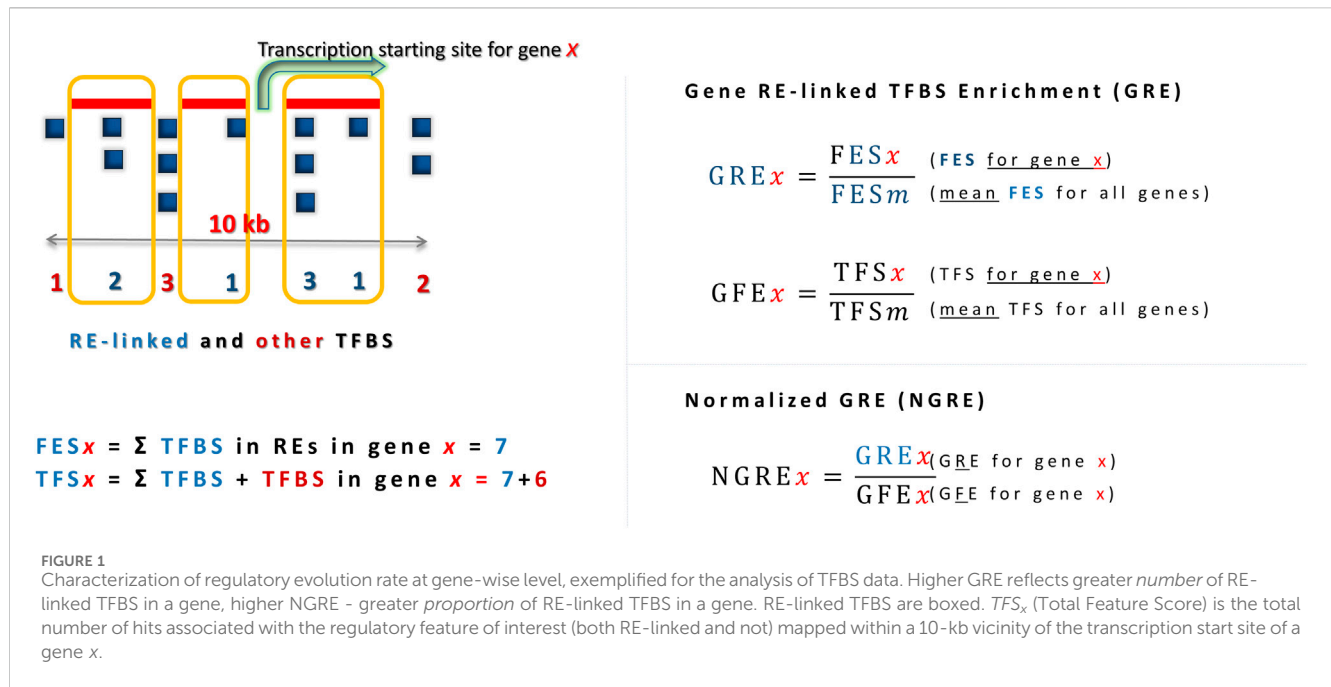 Transcription starting site for gene X
10 kb
1 2 3 1 3 1 2
RE-linked and other TFBS
FESx = Σ TFBS in REs in gene x = 7
TFSx = Σ TFBS + TFBS in gene x = 7+6
Gene RE-linked TFBS Enrichment (GRE)
GREx = FESx / FESm
(FES for gene x)
(mean FES for all genes)
GFEx = TFSx / TFSm
(TFS for gene x)
(mean TFS for all genes)
Normalized GRE (NGRE)
NGREx = GREx / GFEx
(GRE for gene x)
(GFE for gene x)
FIGURE 1
Characterization of regulatory evolution rate at gene-wise level, exemplified for the analysis of TFBS data. Higher GRE reflects greater number of RE-
linked TFBS in a gene, higher NGRE - greater proportion of RE-linked TFBS in a gene. RE-linked TFBS are boxed. TFSx (Total Feature Score) is the total
number of hits associated with the regulatory feature of interest (both RE-linked and not) mapped within a 10-kb vicinity of the transcription start site of a
gene x.